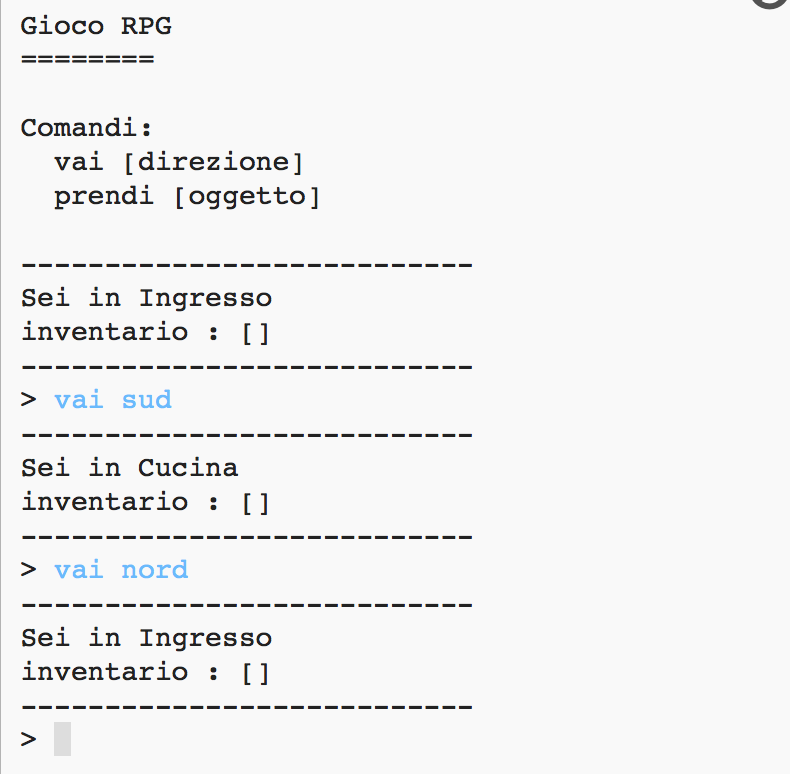 Gioco RPG
========
Comandi:
  vai [direzione]
  prendi [oggetto]
---------------------------
Sei in Ingresso
inventario : []
---------------------------
> vai sud
---------------------------
Sei in Cucina
inventario : []
---------------------------
> vai nord
---------------------------
Sei in Ingresso
inventario : []
---------------------------
>